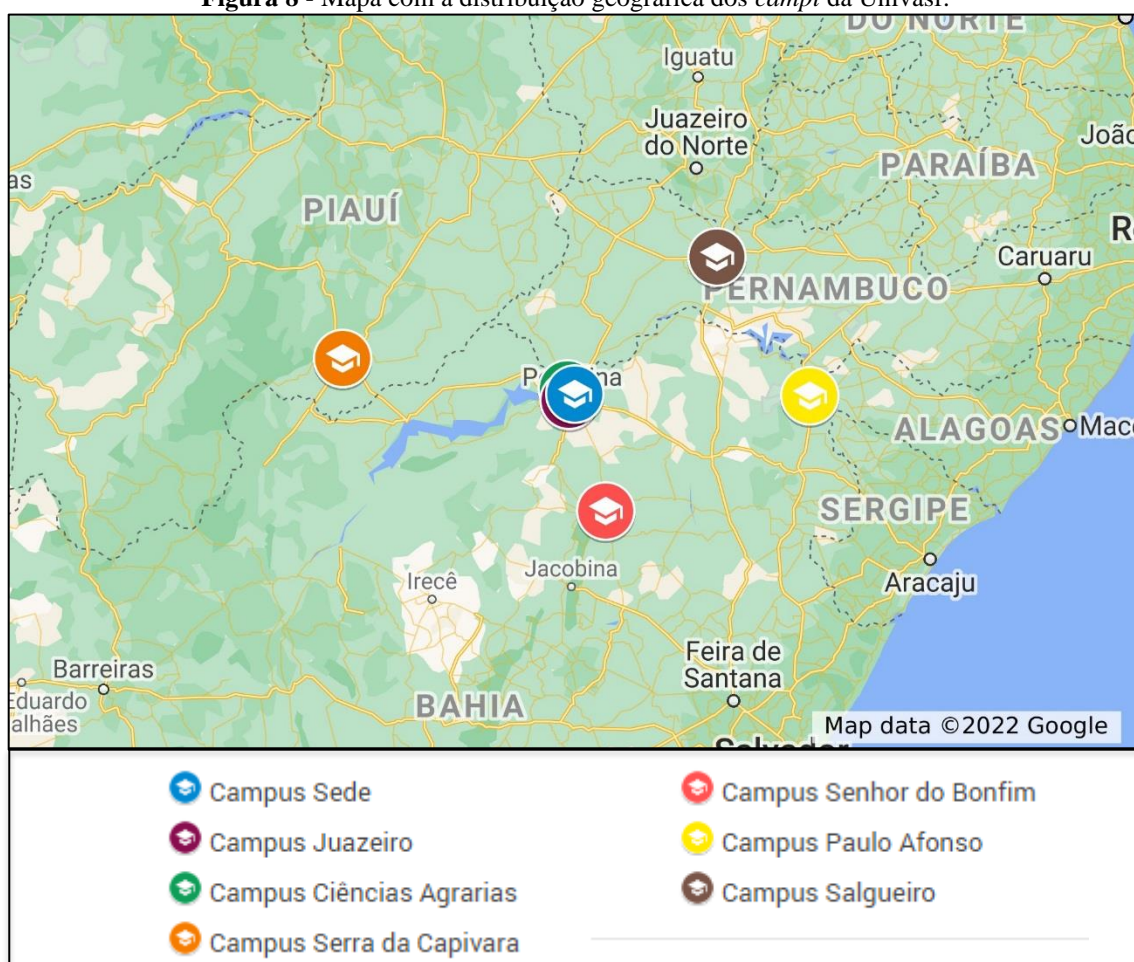 Figura 8 - Mapa com a distribuição geográfica dos campi da Univasf.
DO NORTE
Iguatu
Juazeiro
do Norte
João
PARAÍBA
as
PIAUÍ
R
Caruaru
PERNAMBUCO
P na
ALAGOAS
Mac
SERGIPE
Irecê
Jacobina
Aracaju
Feira de
Santana
Barreiras
Eduardo
alhães
BAHIA
Map data ©2022 Google
Salvador
Campus Sede
Campus Senhor do Bonfim
Campus Juazeiro
Campus Paulo Afonso
Campus Ciências Agrarias
Campus Salgueiro
Campus Serra da Capivara